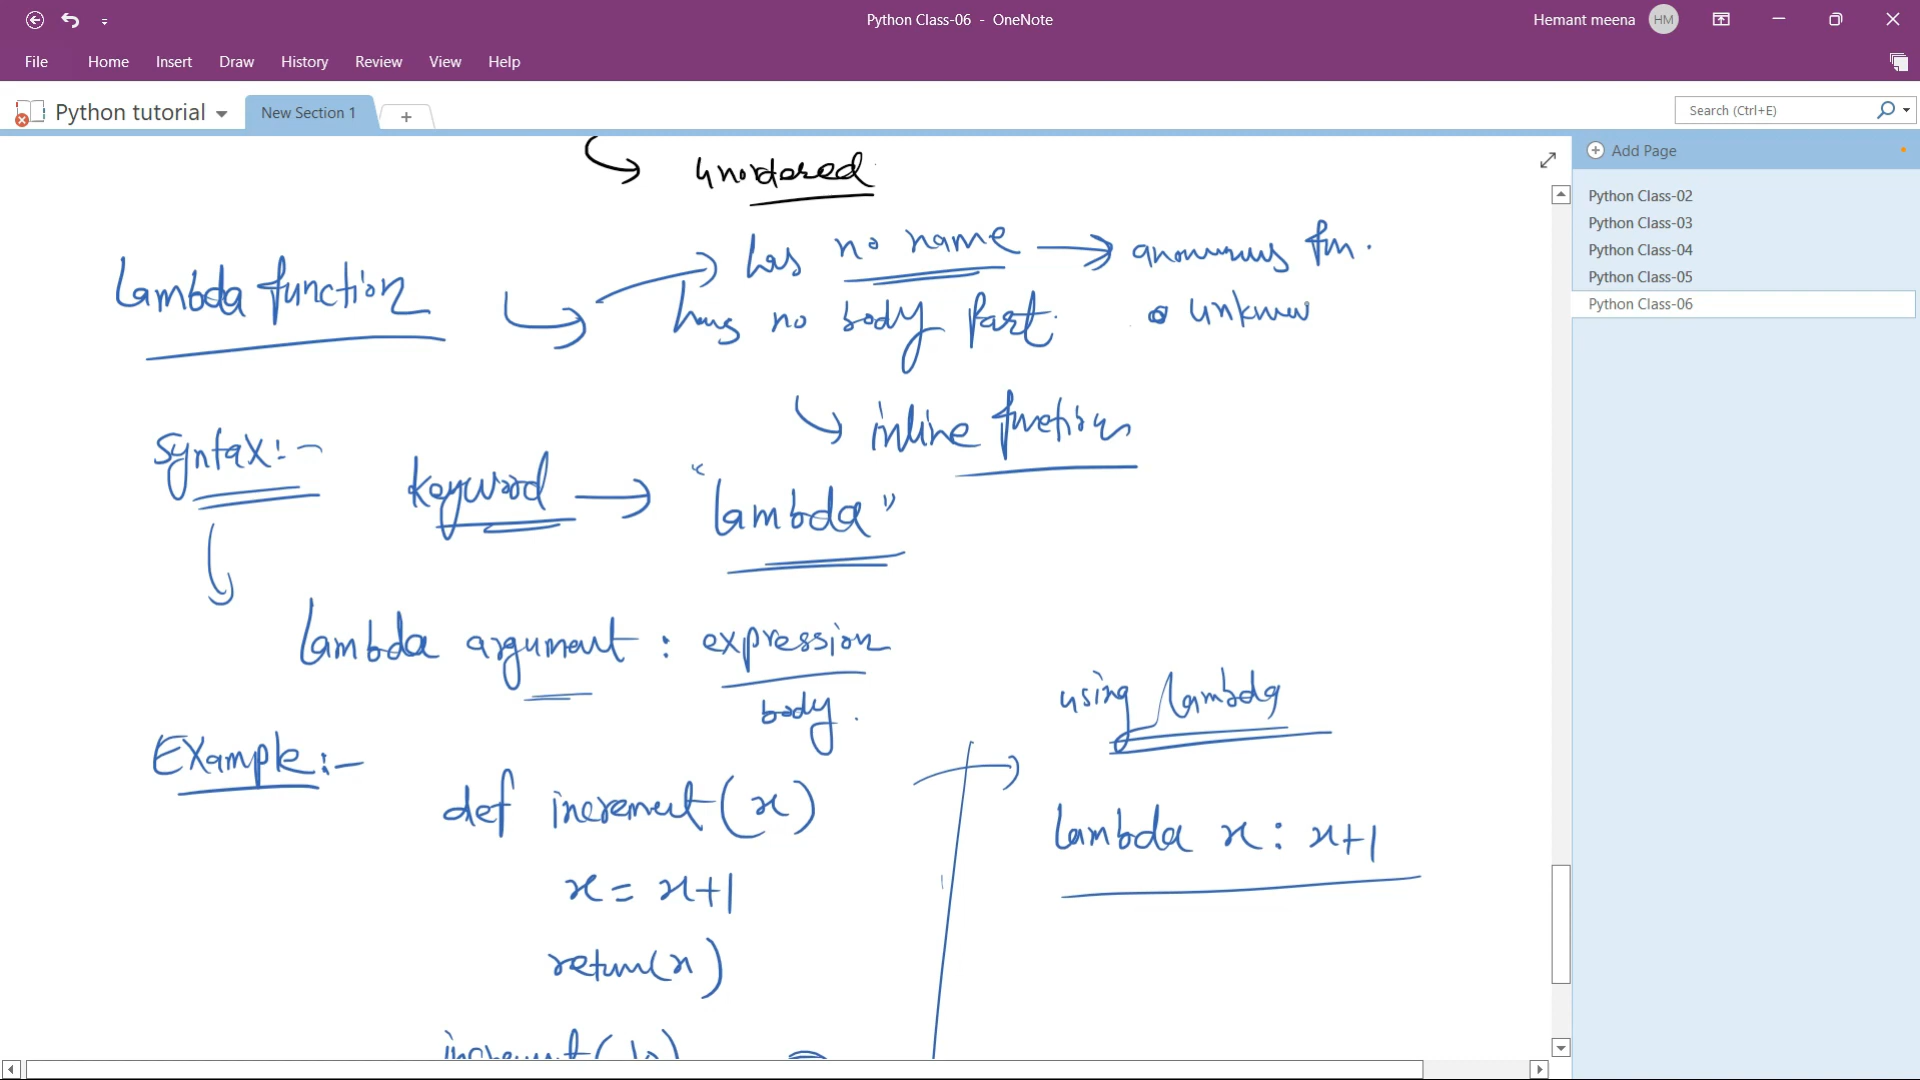 Python Class-06 - OneNote
Hemant meena HM
File Home Insert Draw History Review View Help
Python tutorial
New Section 1
+
Search (Ctrl+E)
Add Page
Python Class-02
Python Class-03
Python Class-04
Python Class-05
Python Class-06
unordered
Lambda function
has no name → fun.
has no body part.
inline function
Syntax:-
keyword → "lambda"
lambda argument : expression
body.
Example:-
def increment(x)
x = x+1
return(x)
using lambda
lambda x: x+1